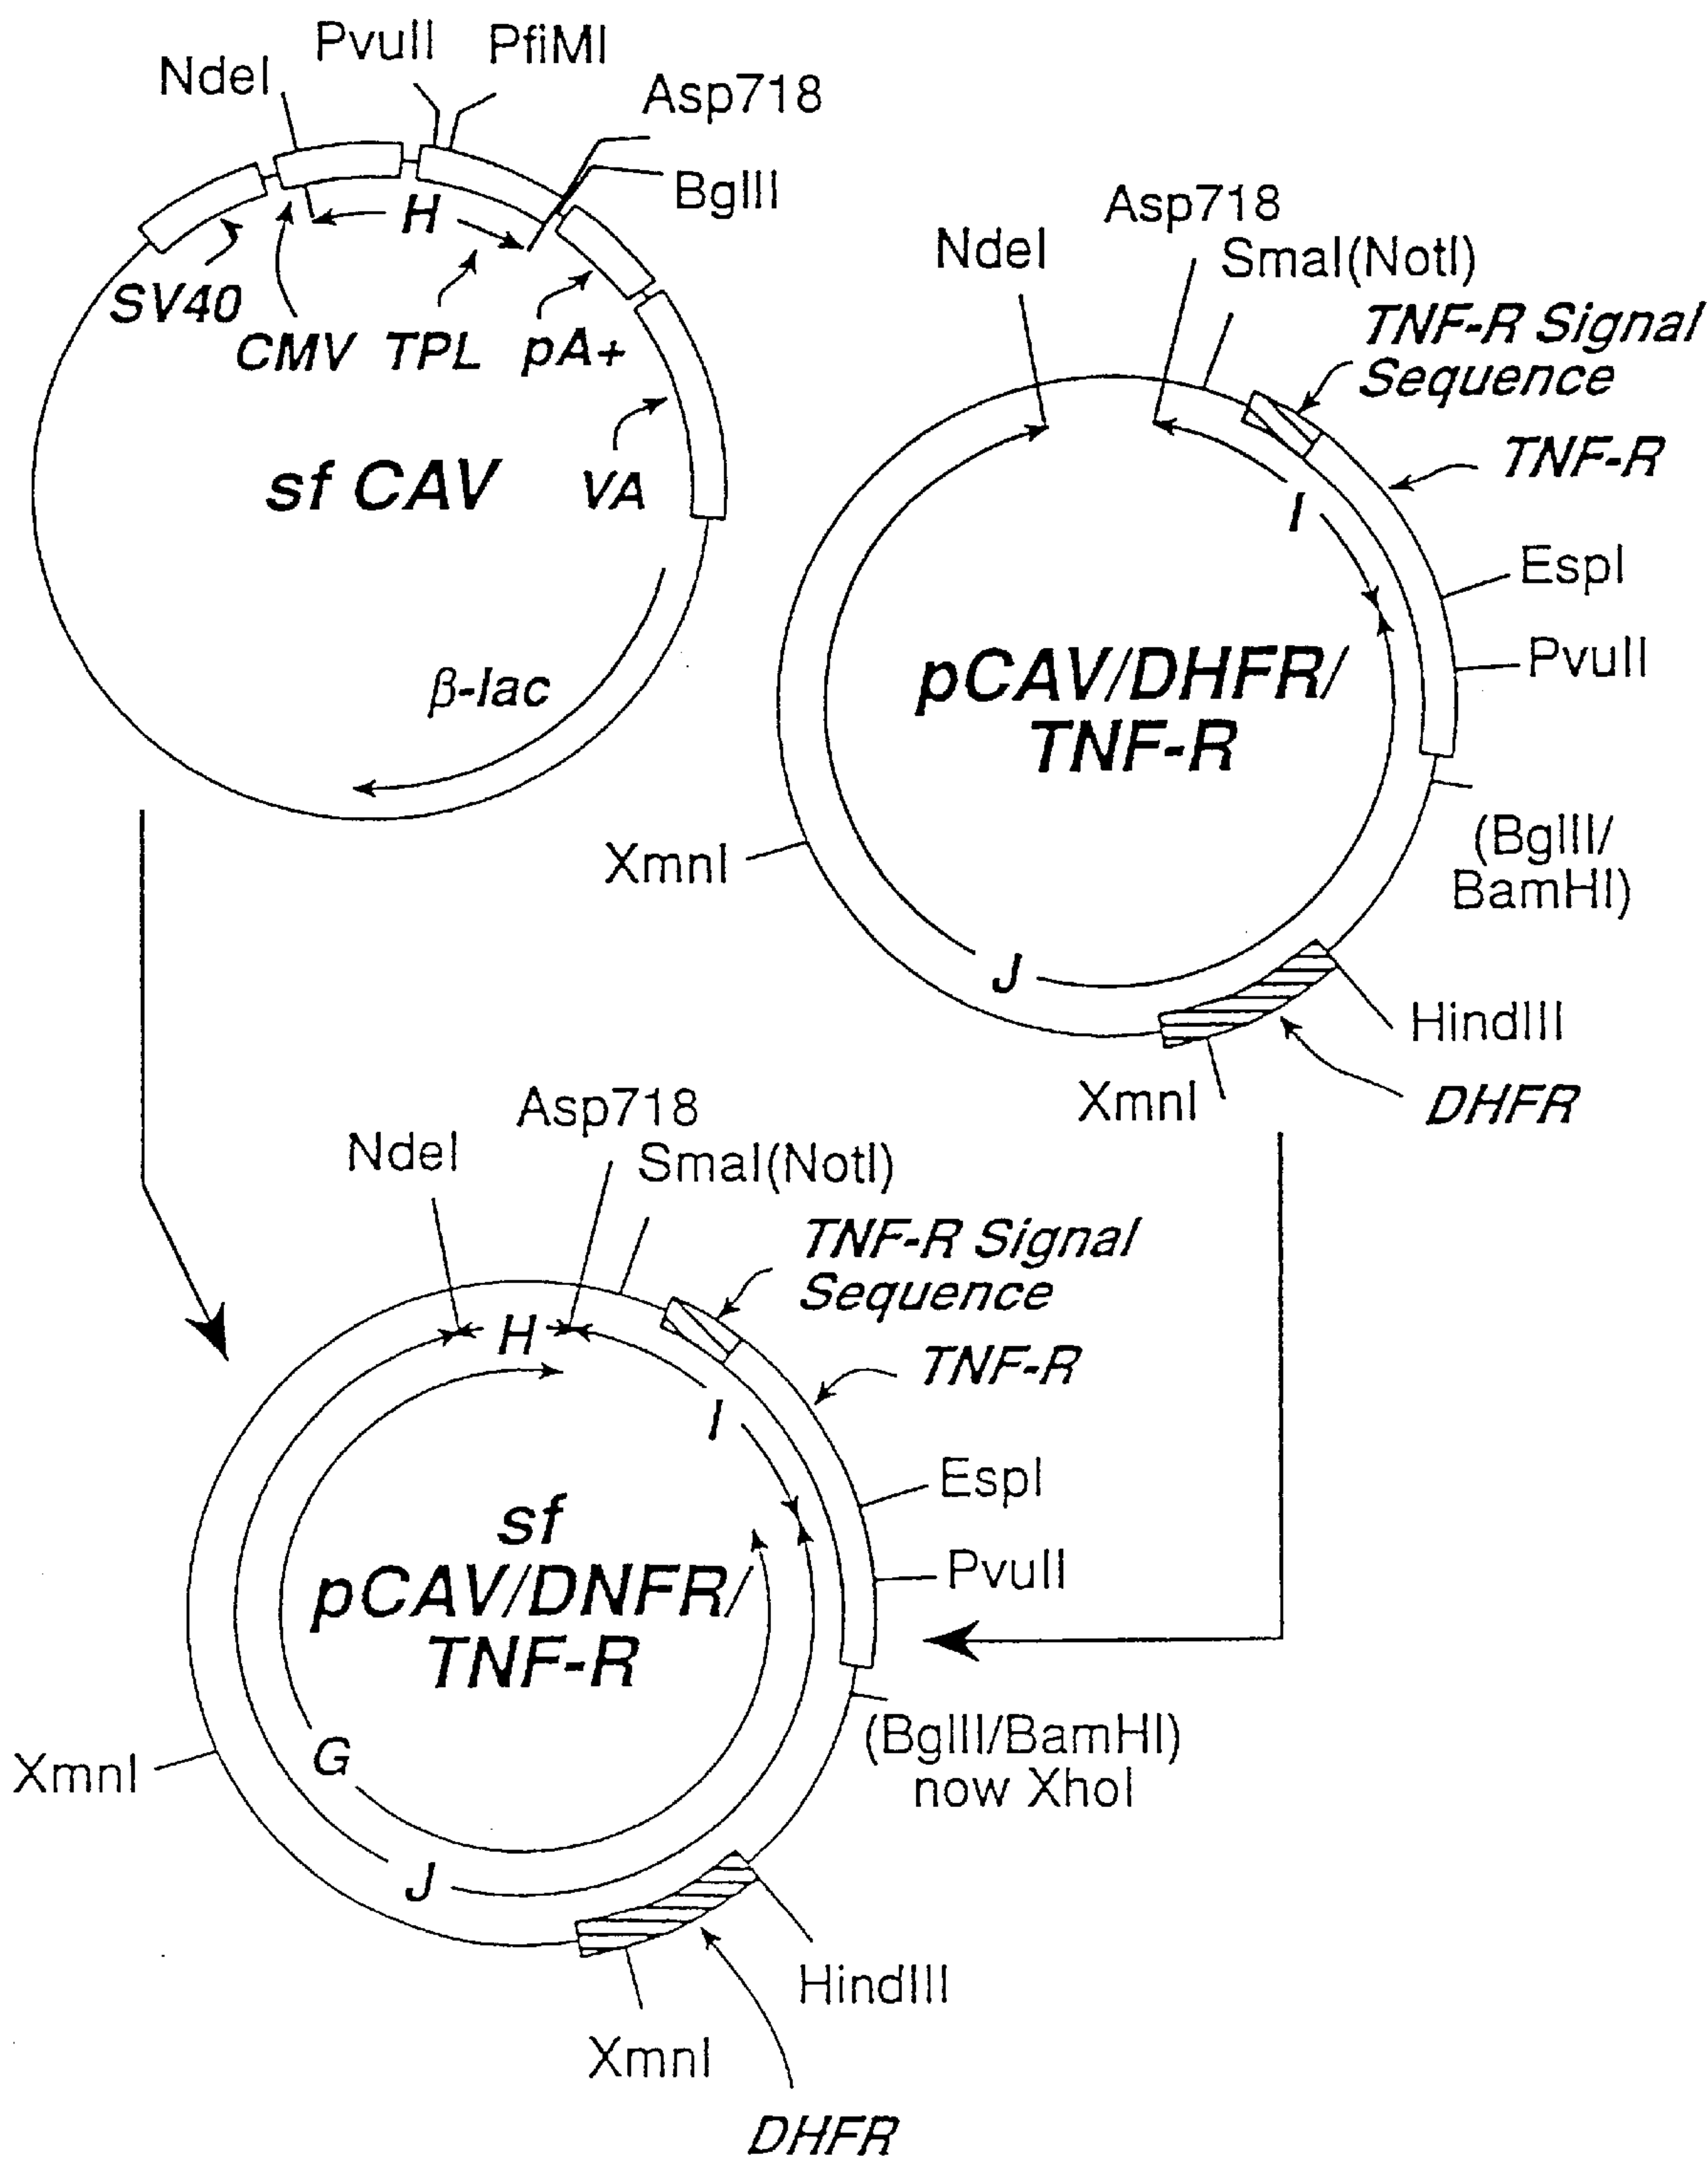 PvuII
PfiMI
NdeI
Asp718
BglII
H
SV40
CMV
TPL
pA+
VA
sf CAV
β-lac
Asp718
NdeI
SmaI(NotI)
TNF-R Signal
Sequence
TNF-R
I
EspI
PvuII
pCAV/DHFR/
TNF-R
(BglII/
BamHI)
XmnI
J
HindIII
XmnI
DHFR
Asp718
NdeI
SmaI(NotI)
TNF-R Signal
Sequence
H
TNF-R
I
EspI
sf
pCAV/DNFR/
TNF-R
PvuII
(BglII/BamHI)
now XhoI
G
XmnI
J
HindIII
XmnI
DHFR